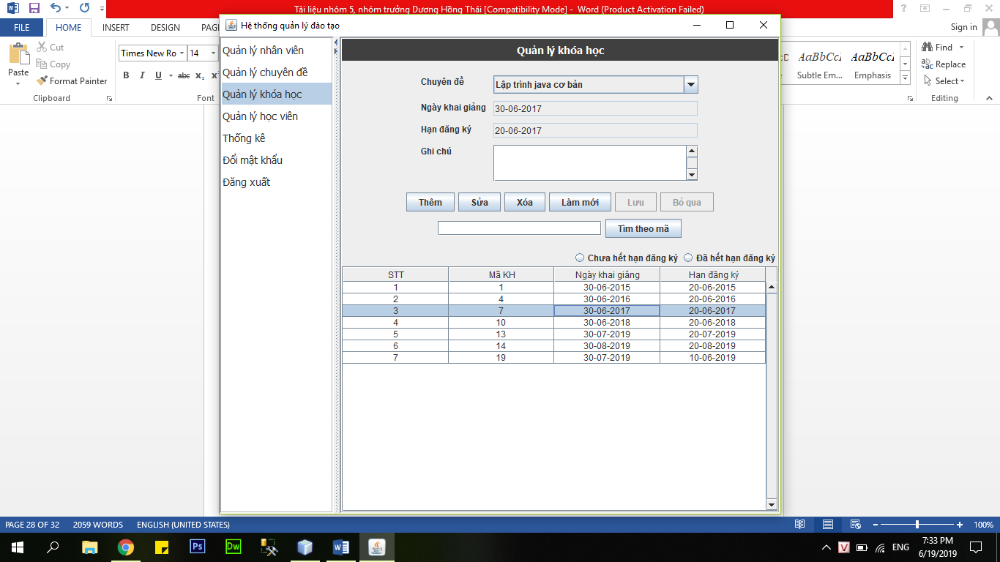 Tài liệu nhóm 5, nhóm trưởng Dương Hồng Thái [Compatibility Mode] - Word (Product Activation Failed)
FILE HOME INSERT DESIGN PAG
Sign in
Cut
Copy
Format Painter
Paste
Clipboard
Times New Ro 14
B I U abc x₂ x
Font
AaBbCcI AaBbCcI
Subtle Em... Emphasis
Find
Replace
Select
Editing
Hệ thống quản lý đào tạo
Quản lý nhân viên
Quản lý chuyên đề
Quản lý khóa học
Quản lý học viên
Thống kê
Đổi mật khẩu
Đăng xuất
Quản lý khóa học
Chuyên đề Lập trình java cơ bản
Ngày khai giảng 30-06-2017
Hạn đăng ký 20-06-2017
Ghi chú
Thêm Sửa Xóa Làm mới Lưu Bỏ qua
Tìm theo mã
Chưa hết hạn đăng ký Đã hết hạn đăng ký
STT Mã KH Ngày khai giảng Hạn đăng ký
1 1 30-06-2015 20-06-2015
2 4 30-06-2016 20-06-2016
3 7 30-06-2017 20-06-2017
4 10 30-06-2018 20-06-2018
5 13 30-07-2019 20-07-2019
6 14 30-08-2019 20-08-2019
7 19 30-07-2019 10-06-2019
PAGE 28 OF 32 2059 WORDS ENGLISH (UNITED STATES)
100%
Ps Dw
ENG
7:33 PM
6/19/2019